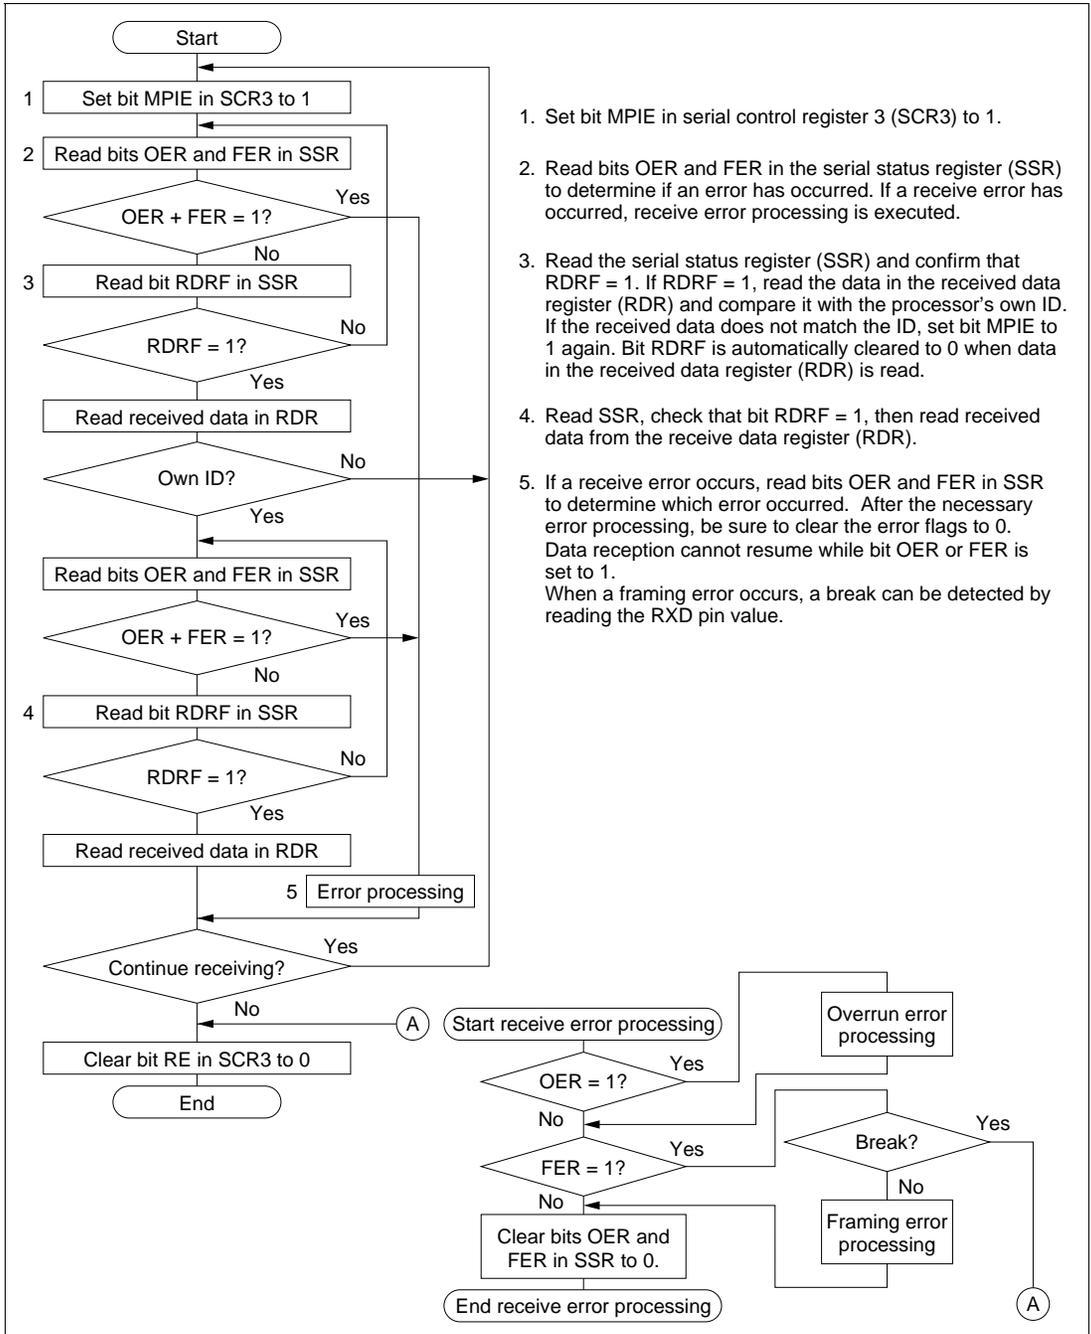 Start
1
Set bit MPIE in SCR3 to 1
2
Read bits OER and FER in SSR
Yes
OER + FER = 1?
No
3
Read bit RDRF in SSR
No
RDRF = 1?
Yes
Read received data in RDR
No
Own ID?
Yes
Read bits OER and FER in SSR
Yes
OER + FER = 1?
No
4
Read bit RDRF in SSR
No
RDRF = 1?
Yes
Read received data in RDR
5
Error processing
Yes
Continue receiving?
No
A
Clear bit RE in SCR3 to 0
End
1. Set bit MPIE in serial control register 3 (SCR3) to 1.
2. Read bits OER and FER in the serial status register (SSR)
to determine if an error has occurred. If a receive error has
occurred, receive error processing is executed.
3. Read the serial status register (SSR) and confirm that
RDRF = 1. If RDRF = 1, read the data in the received data
register (RDR) and compare it with the processor's own ID.
If the received data does not match the ID, set bit MPIE to
1 again. Bit RDRF is automatically cleared to 0 when data
in the received data register (RDR) is read.
4. Read SSR, check that bit RDRF = 1, then read received
data from the receive data register (RDR).
5. If a receive error occurs, read bits OER and FER in SSR
to determine which error occurred. After the necessary
error processing, be sure to clear the error flags to 0.
Data reception cannot resume while bit OER or FER is
set to 1.
When a framing error occurs, a break can be detected by
reading the RXD pin value.
Start receive error processing
Overrun error
processing
Yes
OER = 1?
No
Yes
FER = 1?
No
Yes
Break?
No
Framing error
processing
Clear bits OER and
FER in SSR to 0.
End receive error processing
A